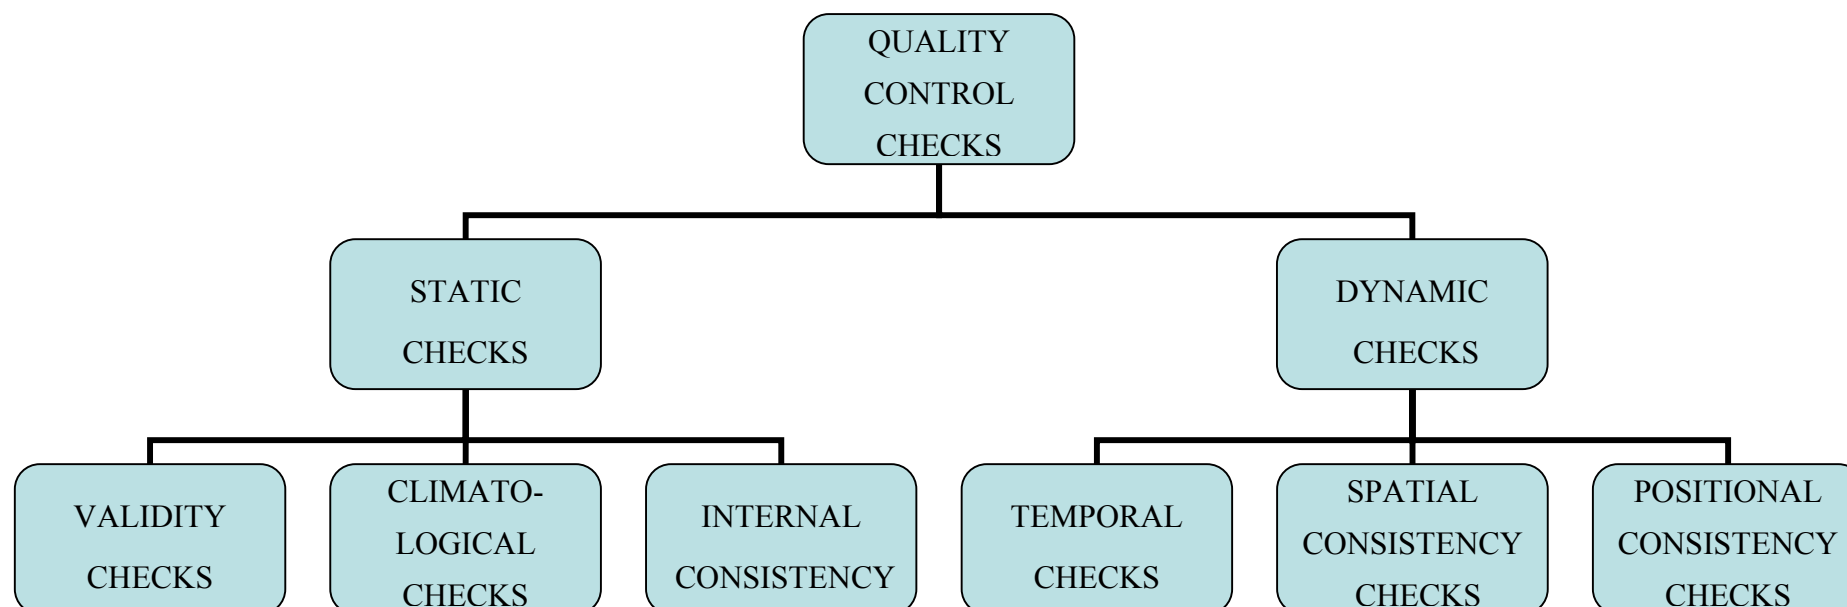 QUALITY
CONTROL
CHECKS
STATIC
CHECKS
DYNAMIC
CHECKS
VALIDITY
CHECKS
CLIMATO-
LOGICAL
CHECKS
INTERNAL
CONSISTENCY
TEMPORAL
CHECKS
SPATIAL
CONSISTENCY
CHECKS
POSITIONAL
CONSISTENCY
CHECKS